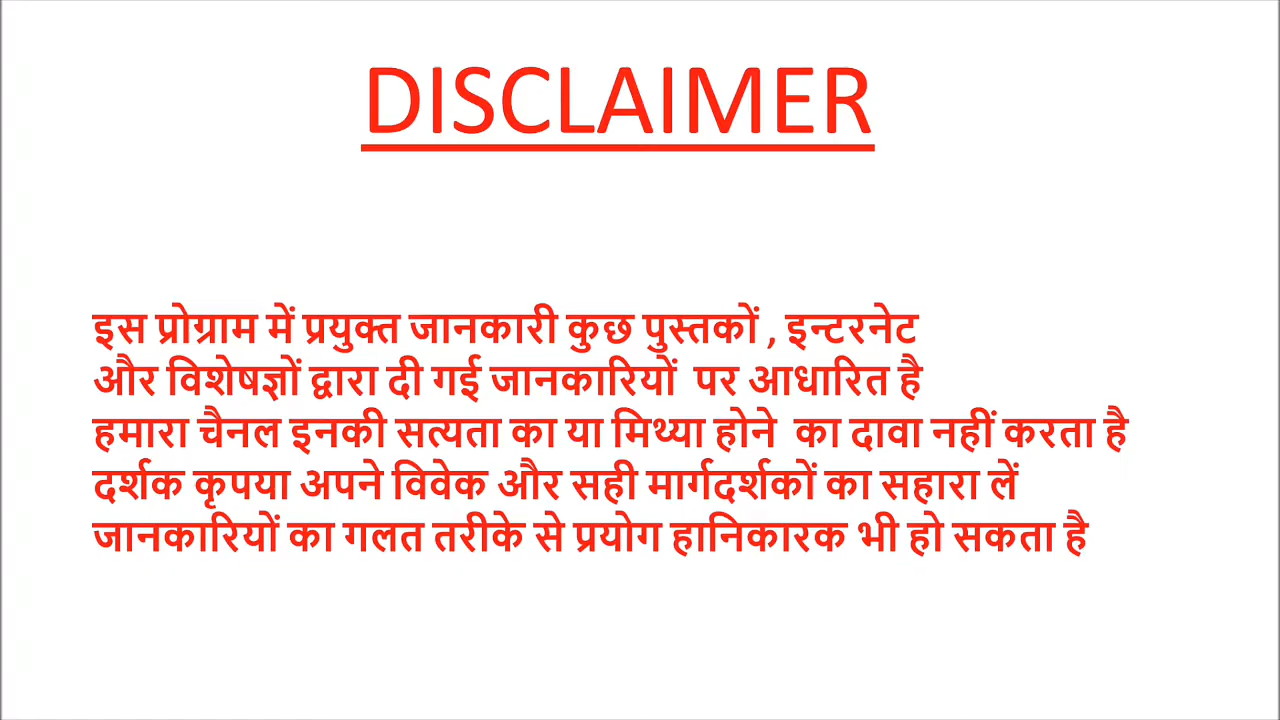 DISCLAIMER
इस प्रोग्राम में प्रयुक्त जानकारी कुछ पुस्तकों , इन्टरनेट
और विशेषज्ञों द्वारा दी गई जानकारियों पर आधारित है
हमारा चैनल इनकी सत्यता का या मिथ्या होने का दावा नहीं करता है
दर्शक कृपया अपने विवेक और सही मार्गदर्शकों का सहारा लें
जानकारियों का गलत तरीके से प्रयोग हानिकारक भी हो सकता है